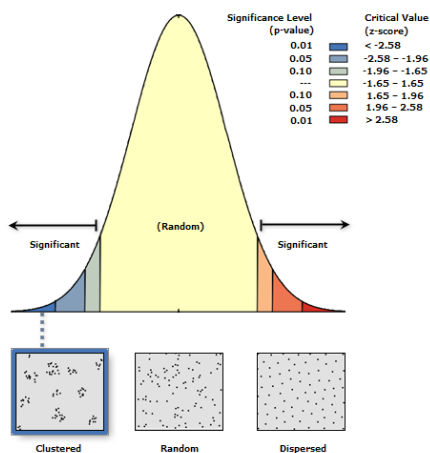 Significance Level Critical Value
(p-value) (z-score)
0.01 < -2.58
0.05 -2.58 – -1.96
0.10 -1.96 – -1.65
--- -1.65 – 1.65
0.10 1.65 – 1.96
0.05 1.96 – 2.58
0.01 > 2.58
Significant (Random) Significant
Clustered Random Dispersed